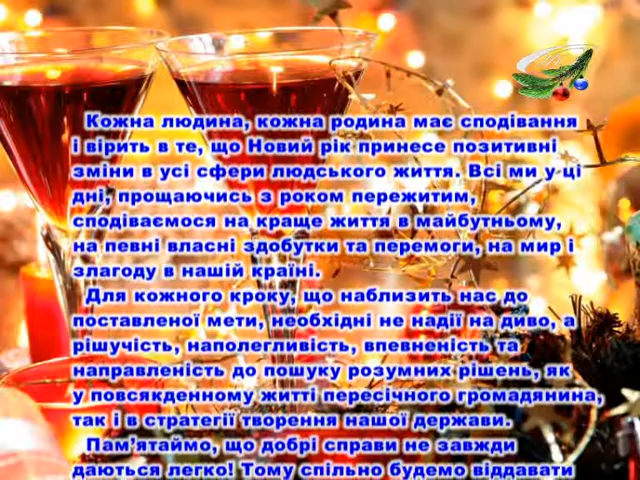 Кожна людина, кожна родина має сподівання
і вірить в те, що Новий рік принесе позитивні
зміни в усі сфери людського життя. Всі ми у ці
дні, прощаючись з роком пережитим,
сподіваємося на краще життя в майбутньому,
на певні власні здобутки та перемоги, на мир і
злагоду в нашій країні.
Для кожного кроку, що наблизить нас до
поставленої мети, необхідні не надії на диво, а
рішучість, наполегливість, впевненість та
направленість до пошуку розумних рішень, як
у повсякденному житті пересічного громадянина,
так і в стратегії творення нашої держави.
Пам’ятаймо, що добрі справи не завжди
даються легко! Тому спільно будемо віддавати